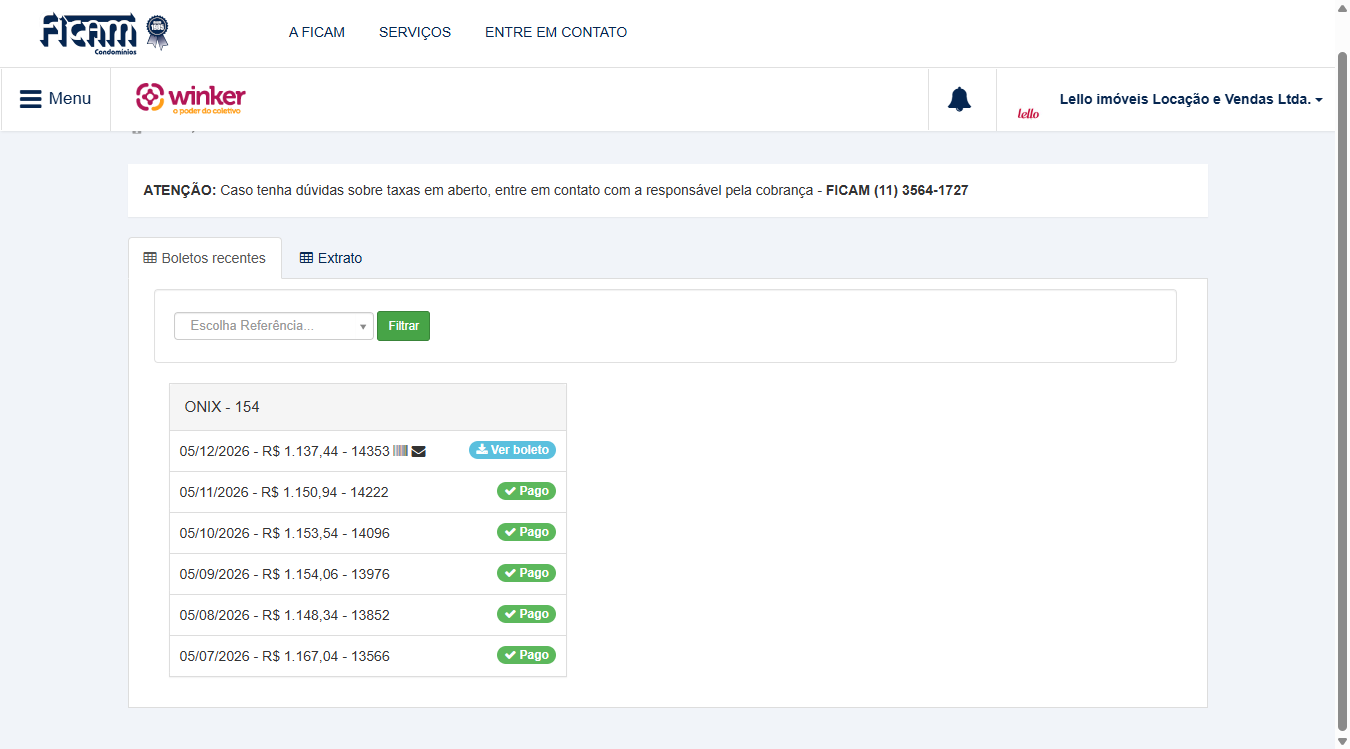 FICAM
1985
Condomínios
A FICAM
SERVIÇOS
ENTRE EM CONTATO
Menu
winker
o poder do coletivo
lello
Lello imóveis Locação e Vendas Ltda.
ATENÇÃO: Caso tenha dúvidas sobre taxas em aberto, entre em contato com a responsável pela cobrança - FICAM (11) 3564-1727
Boletos recentes
Extrato
Escolha Referência...
Filtrar
ONIX - 154
05/12/2026 - R$ 1.137,44 - 14353
Ver boleto
05/11/2026 - R$ 1.150,94 - 14222
Pago
05/10/2026 - R$ 1.153,54 - 14096
Pago
05/09/2026 - R$ 1.154,06 - 13976
Pago
05/08/2026 - R$ 1.148,34 - 13852
Pago
05/07/2026 - R$ 1.167,04 - 13566
Pago